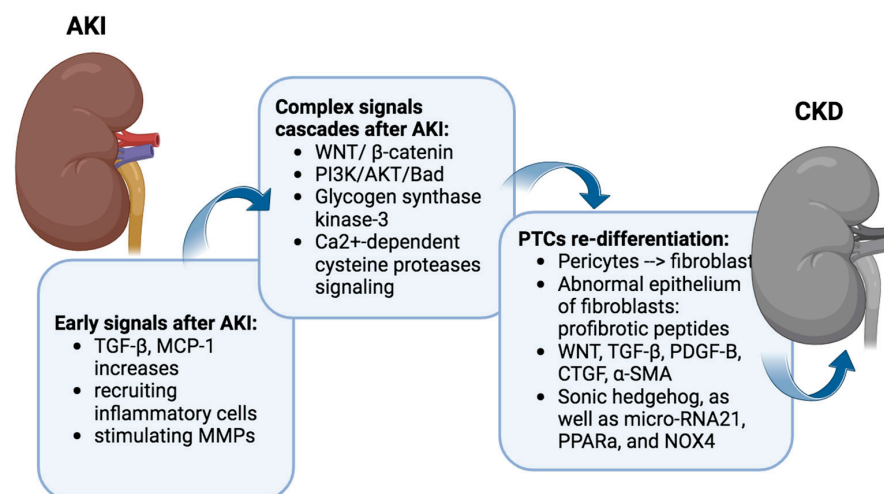 AKI
Complex signals
cascades after AKI:
• WNT/ β-catenin
• PI3K/AKT/Bad
• Glycogen synthase
kinase-3
• Ca2+-dependent
cysteine proteases
signaling
CKD
PTCs re-differentiation:
• Pericytes --> fibroblast
• Abnormal epithelium
of fibroblasts:
profibrotic peptides
• WNT, TGF-β, PDGF-B,
CTGF, α-SMA
• Sonic hedgehog, as
well as micro-RNA21,
PPARa, and NOX4
Early signals after AKI:
• TGF-β, MCP-1
increases
• recruiting
inflammatory cells
• stimulating MMPs